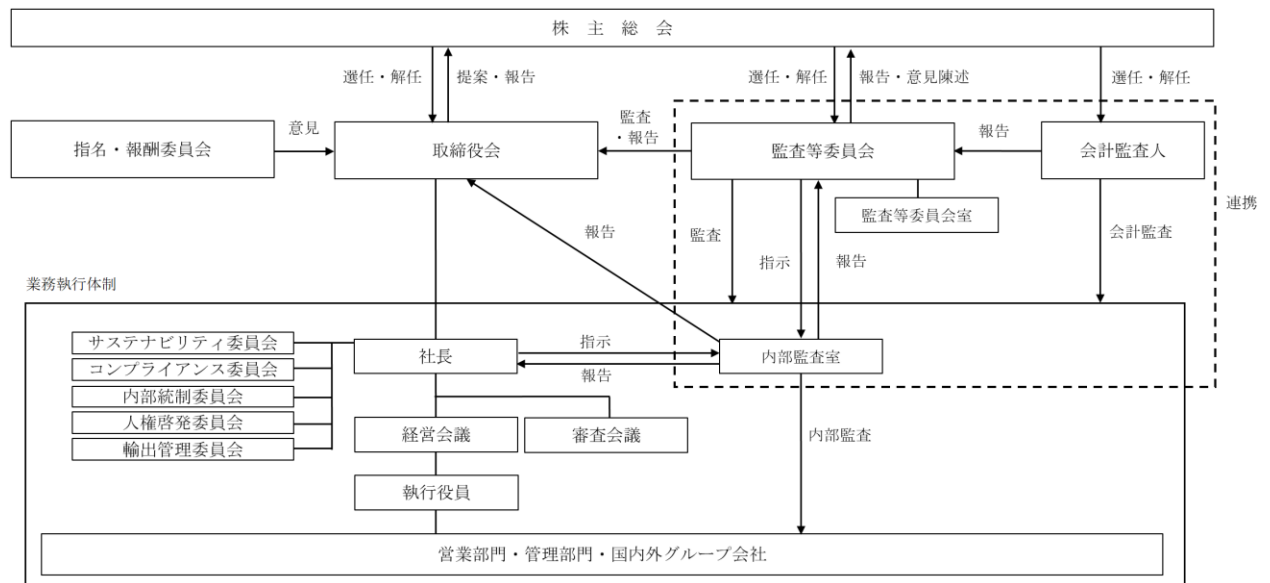 株 主 総 会
選任・解任
提案・報告
選任・解任
報告・意見陳述
選任・解任
指名・報酬委員会
意見
取締役会
監査
・報告
監査等委員会
報告
会計監査人
監査等委員会室
連携
報告
監査
指示
報告
会計監査
業務執行体制
サステナビリティ委員会
コンプライアンス委員会
内部統制委員会
人権啓発委員会
輸出管理委員会
社長
指示
報告
内部監査室
経営会議
審査会議
内部監査
執行役員
営業部門・管理部門・国内外グループ会社